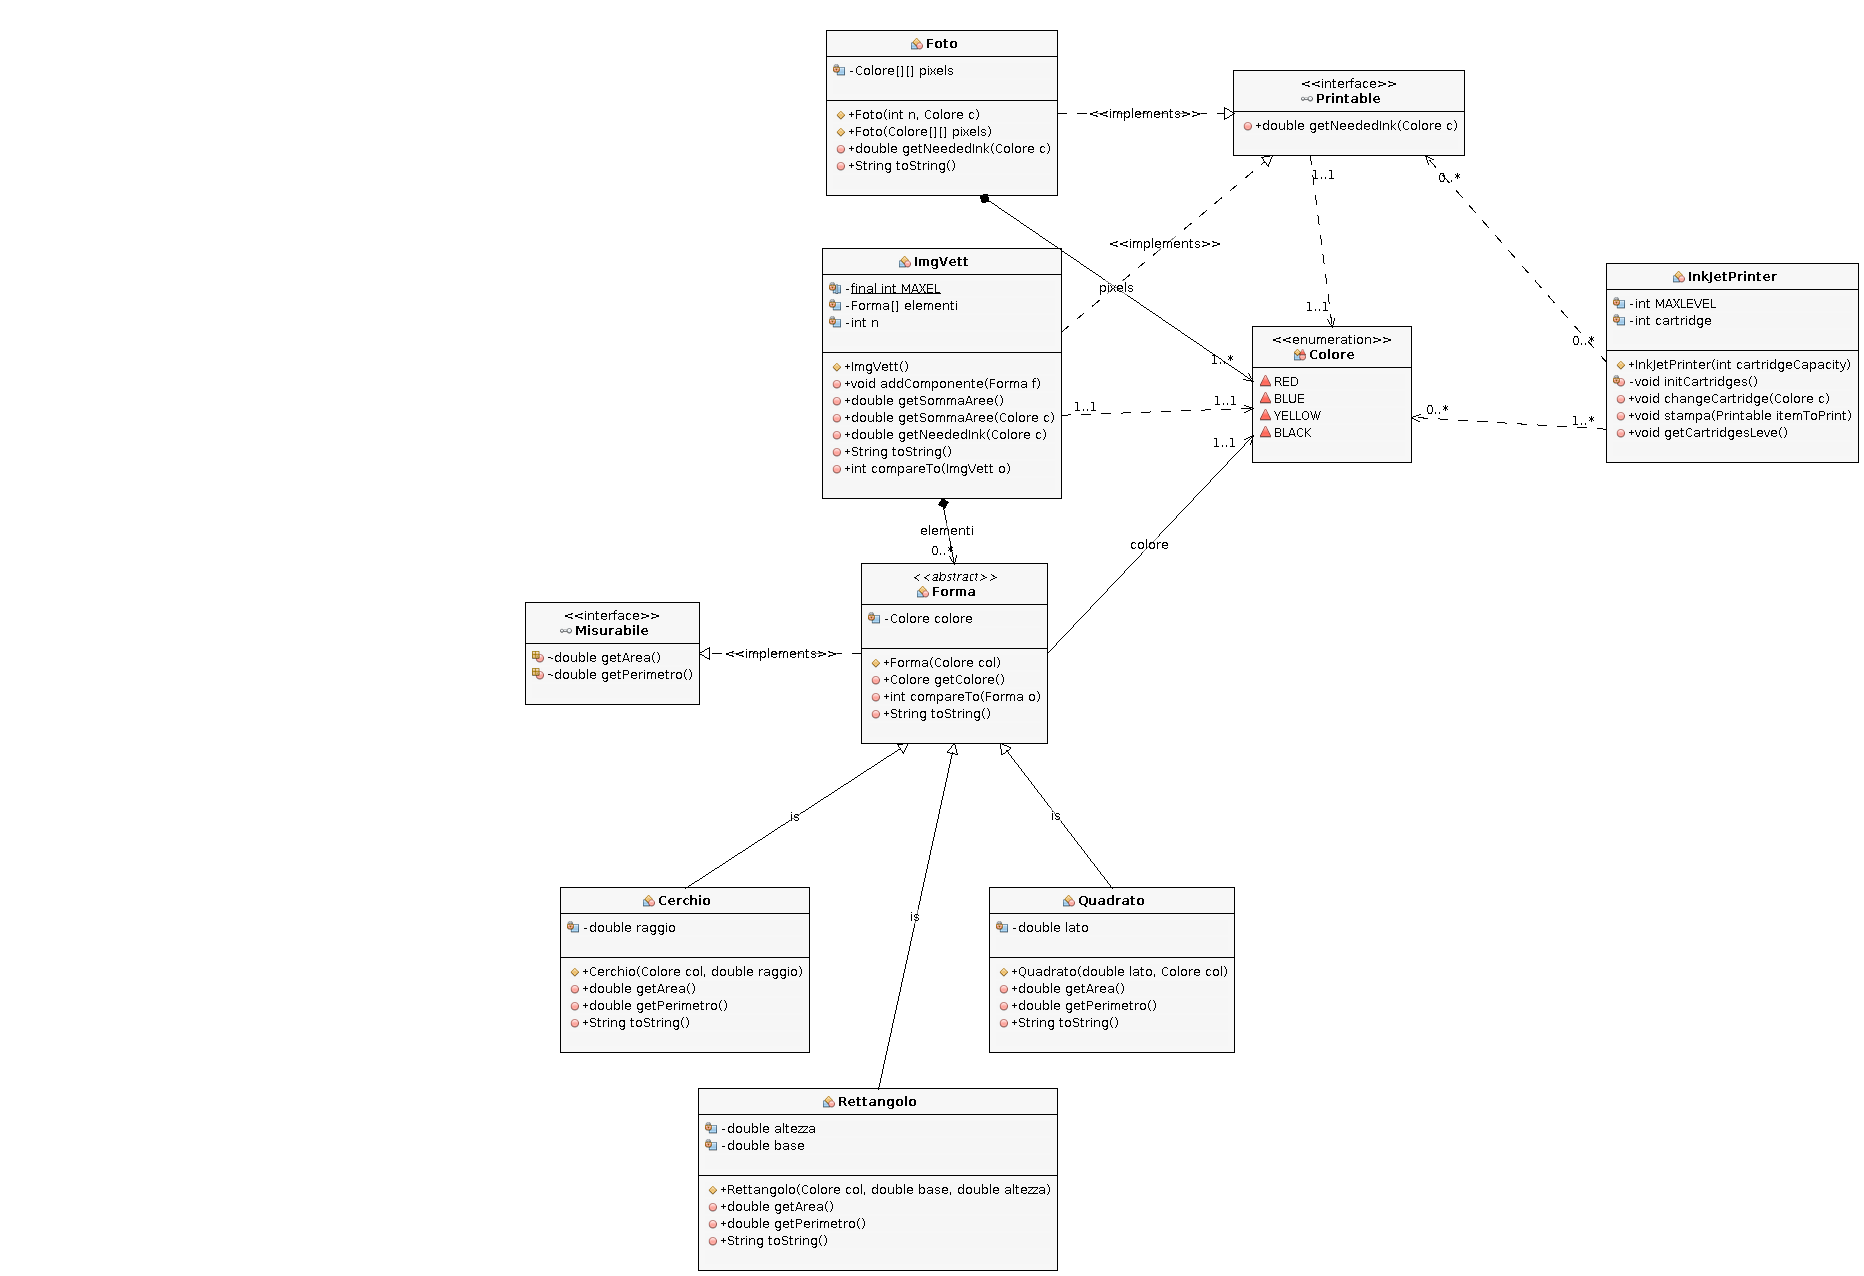 Foto
-Colore[][] pixels
+Foto(int n, Colore c)
+Foto(Colore[][] pixels)
+double getNeededInk(Colore c)
+String toString()
<<implements>>
<<interface>>
Printable
+double getNeededInk(Colore c)
1..1
0..*
<<implements>>
pixels
1..1
1..*
ImgVett
-final int MAXEL
-Forma[] elementi
-int n
+ImgVett()
+void addComponente(Forma f)
+double getSommaAree()
+double getSommaAree(Colore c)
+double getNeededInk(Colore c)
+String toString()
+int compareTo(ImgVett o)
1..1
1..1
1..1
<<enumeration>>
Colore
RED
BLUE
YELLOW
BLACK
0..*
0..*
1..*
InkJetPrinter
-int MAXLEVEL
-int cartridge
+InkJetPrinter(int cartridgeCapacity)
-void initCartridges()
+void changeCartridge(Colore c)
+void stampa(Printable itemToPrint)
+void getCartridgesLeve()
elementi
0..*
colore
<<interface>>
Misurabile
~double getArea()
~double getPerimetro()
<<implements>>
<<abstract>>
Forma
-Colore colore
+Forma(Colore col)
+Colore getColore()
+int compareTo(Forma o)
+String toString()
is
is
is
Cerchio
-double raggio
+Cerchio(Colore col, double raggio)
+double getArea()
+double getPerimetro()
+String toString()
Quadrato
-double lato
+Quadrato(double lato, Colore col)
+double getArea()
+double getPerimetro()
+String toString()
Rettangolo
-double altezza
-double base
+Rettangolo(Colore col, double base, double altezza)
+double getArea()
+double getPerimetro()
+String toString()